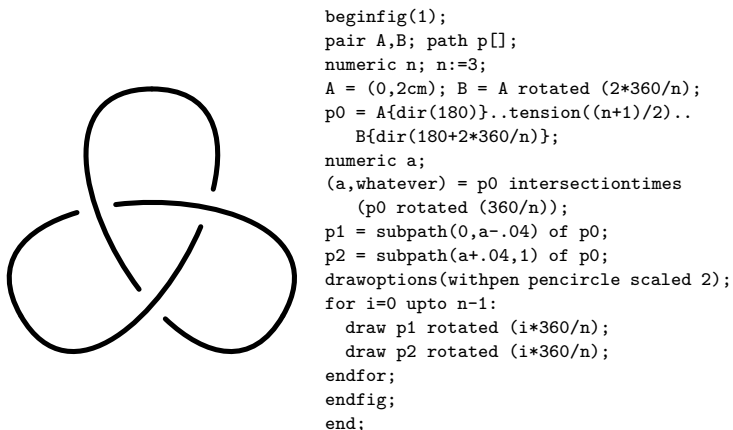 beginfig(1);
pair A,B; path p[];
numeric n; n:=3;
A = (0,2cm); B = A rotated (2*360/n);
p0 = A{dir(180)}..tension((n+1)/2)..
B{dir(180+2*360/n)};
numeric a;
(a,whatever) = p0 intersectiontimes
(p0 rotated (360/n));
p1 = subpath(0,a-.04) of p0;
p2 = subpath(a+.04,1) of p0;
drawoptions(withpen pencircle scaled 2);
for i=0 upto n-1:
draw p1 rotated (i*360/n);
draw p2 rotated (i*360/n);
endfor;
endfig;
end;